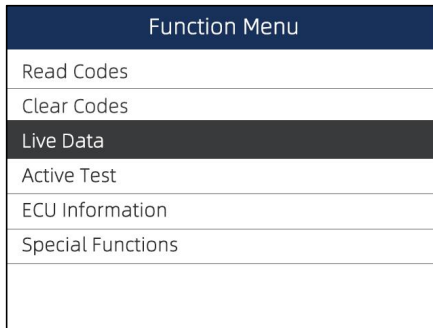 Function Menu
Read Codes
Clear Codes
Live Data
Active Test
ECU Information
Special Functions